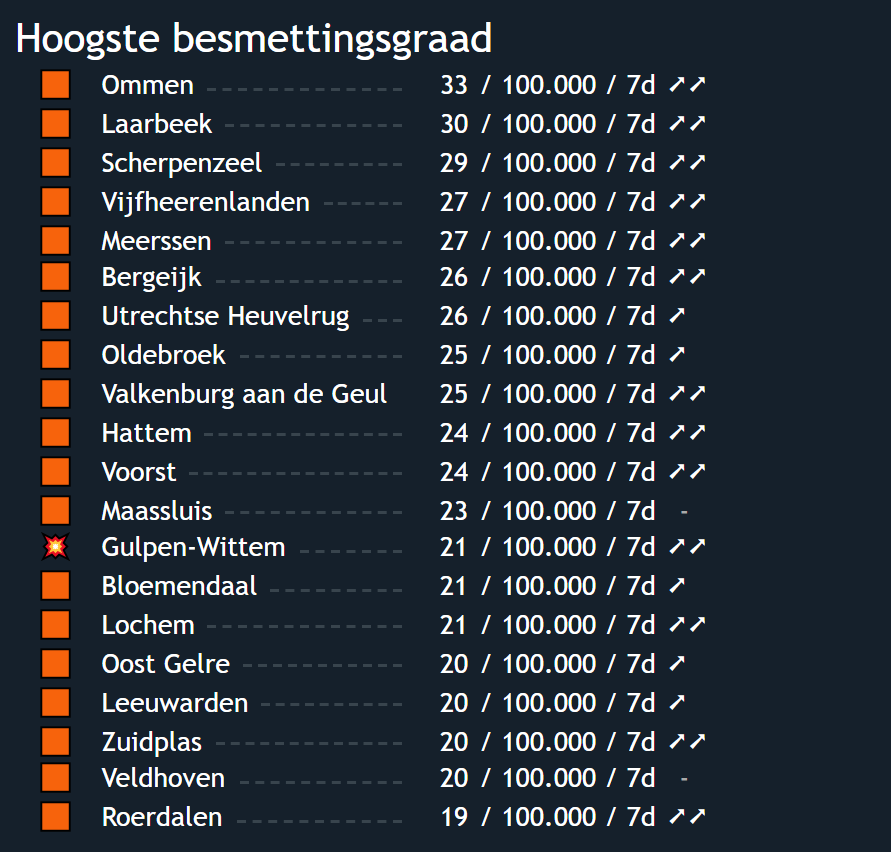 Hoogste besmettingsgraad
Ommen 33 / 100.000 / 7d ➚➚
Laarbeek 30 / 100.000 / 7d ➚➚
Scherpenzeel 29 / 100.000 / 7d ➚➚
Vijfheerenlanden 27 / 100.000 / 7d ➚➚
Meerssen 27 / 100.000 / 7d ➚➚
Bergeijk 26 / 100.000 / 7d ➚➚
Utrechtse Heuvelrug 26 / 100.000 / 7d ➚
Oldebroek 25 / 100.000 / 7d ➚
Valkenburg aan de Geul 25 / 100.000 / 7d ➚➚
Hattem 24 / 100.000 / 7d ➚➚
Voorst 24 / 100.000 / 7d ➚➚
Maassluis 23 / 100.000 / 7d -
Gulpen-Wittem 21 / 100.000 / 7d ➚➚
Bloemendaal 21 / 100.000 / 7d ➚
Lochem 21 / 100.000 / 7d ➚➚
Oost Gelre 20 / 100.000 / 7d ➚
Leeuwarden 20 / 100.000 / 7d ➚
Zuidplas 20 / 100.000 / 7d ➚➚
Veldhoven 20 / 100.000 / 7d -
Roerdalen 19 / 100.000 / 7d ➚➚